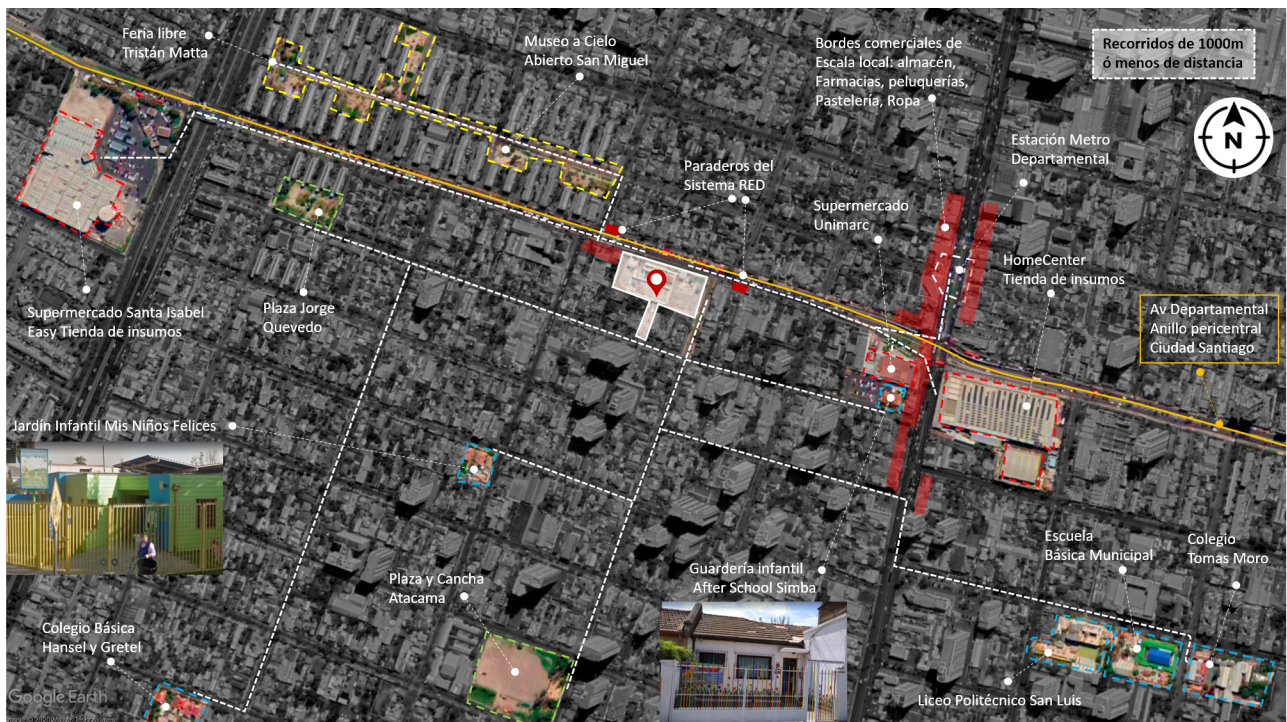 Feria libre
Tristán Matta
Museo a Cielo
Abierto San Miguel
Bordes comerciales de
Escala local: almacén,
Farmacias, peluquerías,
Pastelería, Ropa
Recorridos de 1000m
ó menos de distancia
N
Estación Metro
Departamental
Paraderos del
Sistema RED
Supermercado
Unimarc
HomeCenter
Tienda de insumos
Supermercado Santa Isabel
Easy Tienda de insumos
Plaza Jorge
Quevedo
Av Departamental
Anillo pericentral
Ciudad Santiago
Jardín Infantil Mis Niños Felices
Guardería infantil
After School Simba
Escuela
Básica Municipal
Colegio
Tomas Moro
Plaza y Cancha
Atacama
Colegio Básica
Hansel y Gretel
Liceo Politécnico San Luis
Google Earth